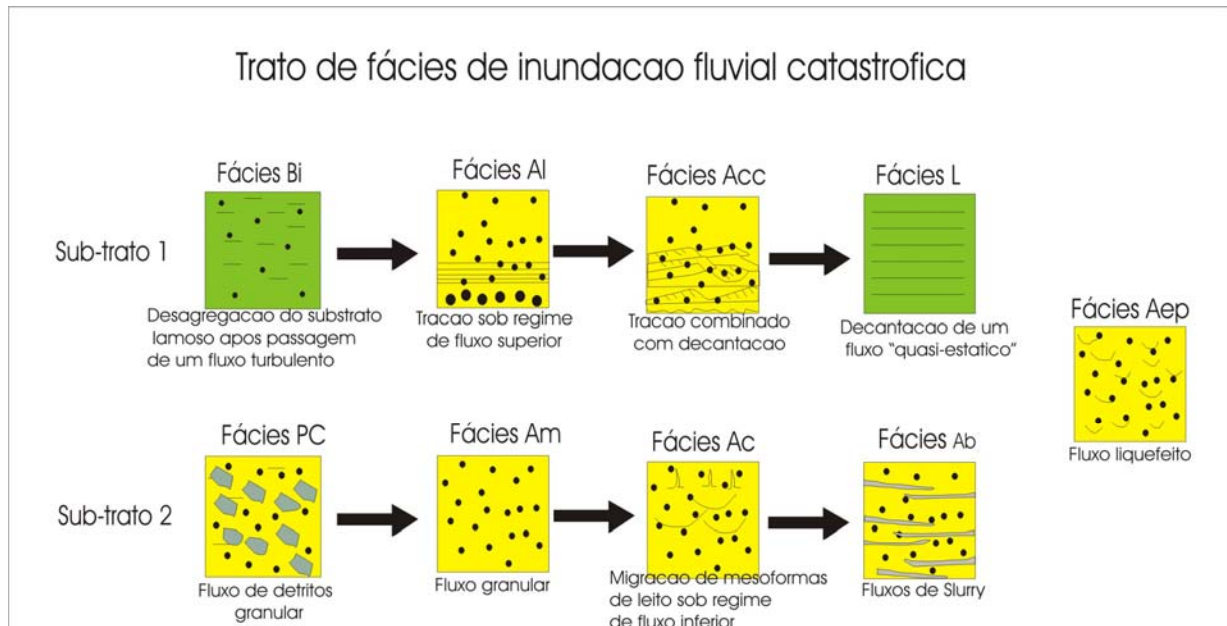 Trato de fácies de inundacao fluvial catastrofica
Fácies Bi
Fácies Al
Fácies Acc
Fácies L
Sub-trato 1
Desagregacao do substrato
lamoso apos passagem
de um fluxo turbulento
Tracao sob regime
de fluxo superior
Tracao combinado
com decantacao
Decantacao de um
fluxo "quasi-estatico"
Fácies Aep
Fluxo liquefeito
Fácies PC
Fácies Am
Fácies Ac
Fácies Ab
Sub-trato 2
Fluxo de detritos
granular
Fluxo granular
Migracao de mesoformas
de leito sob regime
de fluxo inferior
Fluxos de Slurry